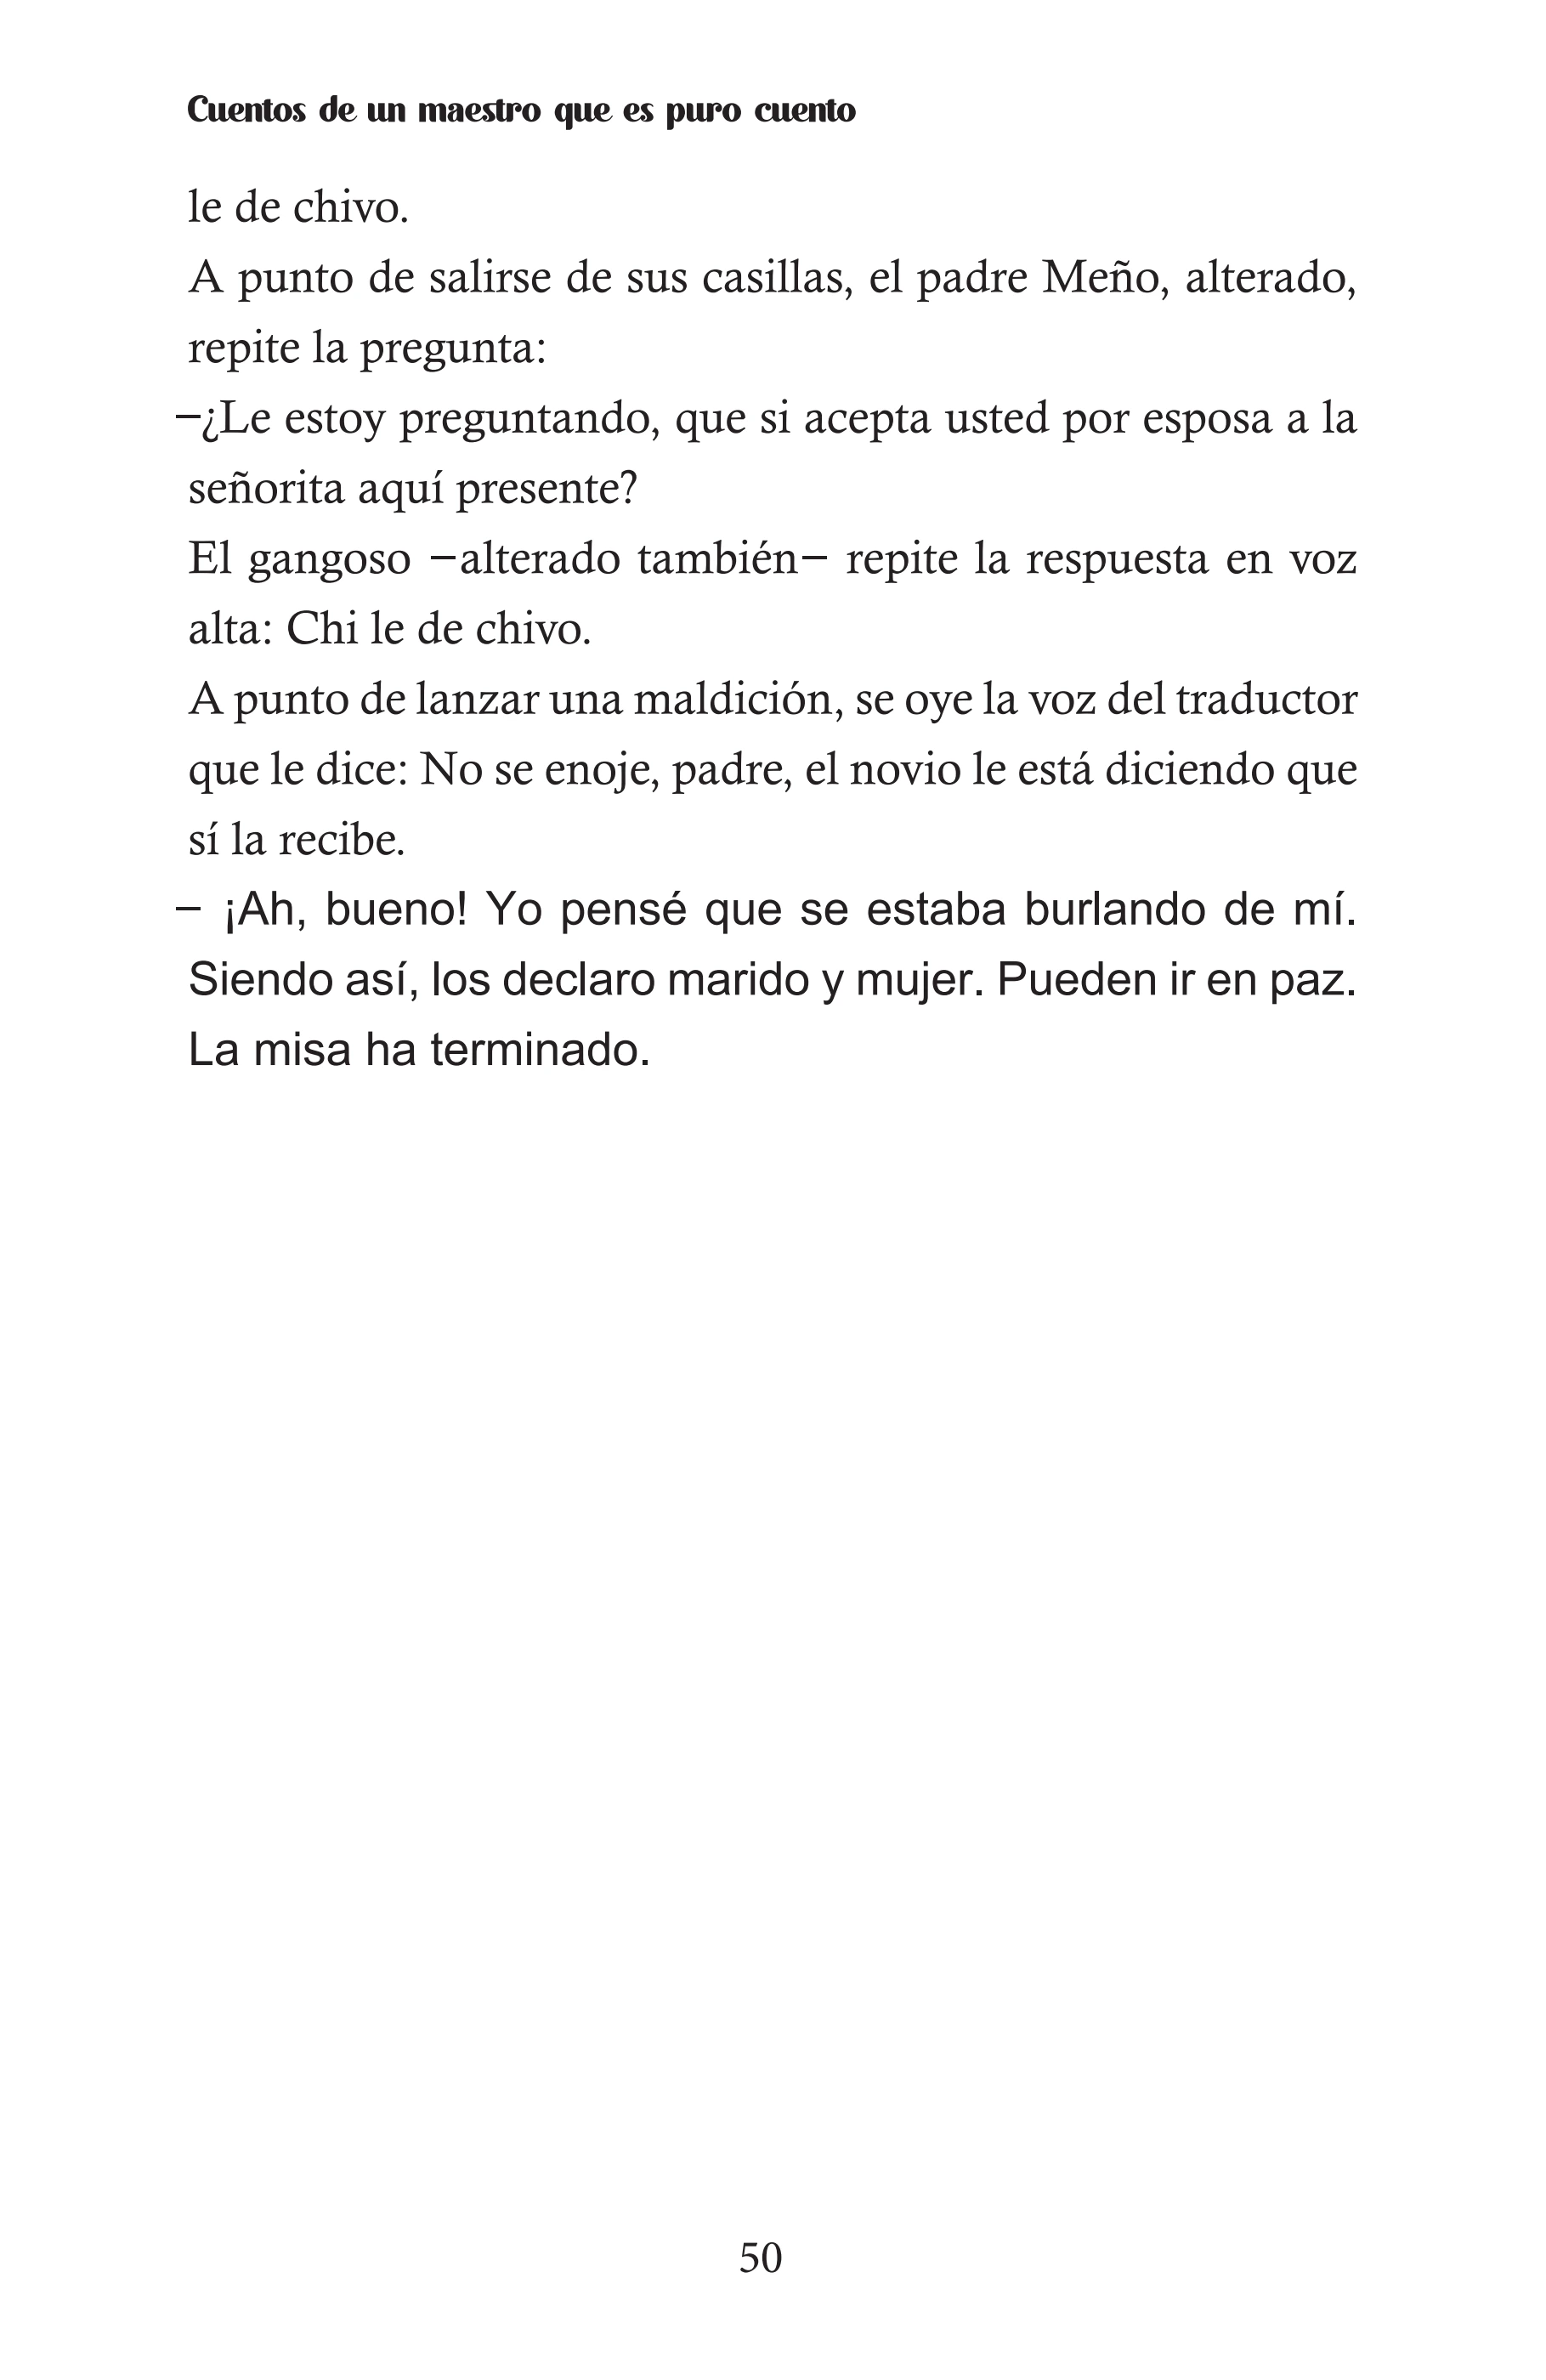 Cuentos de un maestro que es puro cuento
le de chivo.
A punto de salirse de sus casillas, el padre Meño, alterado,
repite la pregunta:
–¿Le estoy preguntando, que si acepta usted por esposa a la
señorita aquí presente?
El gangoso –alterado también– repite la respuesta en voz
alta: Chi le de chivo.
A punto de lanzar una maldición, se oye la voz del traductor
que le dice: No se enoje, padre, el novio le está diciendo que
sí la recibe.
– ¡Ah, bueno! Yo pensé que se estaba burlando de mí.
Siendo así, los declaro marido y mujer. Pueden ir en paz.
La misa ha terminado.
50